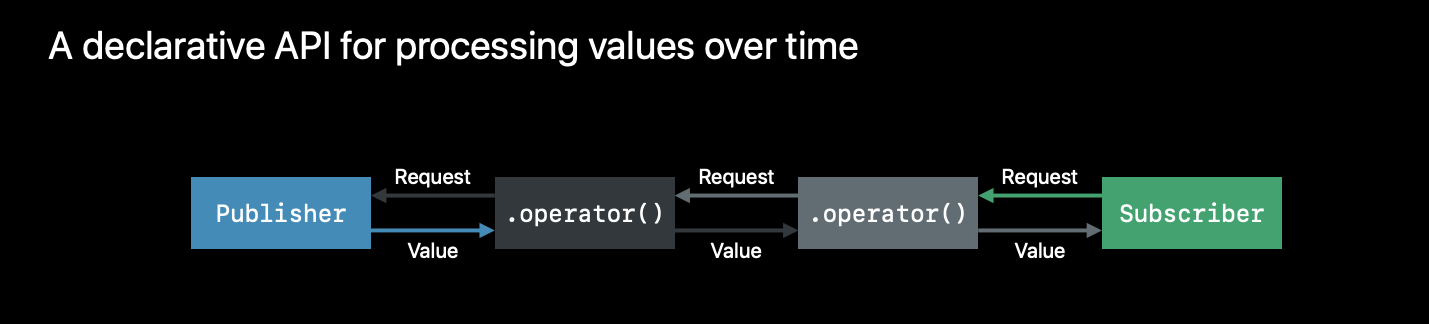 A declarative API for processing values over time
Request
Request
Request
Publisher
.operator()
.operator()
Subscriber
Value
Value
Value